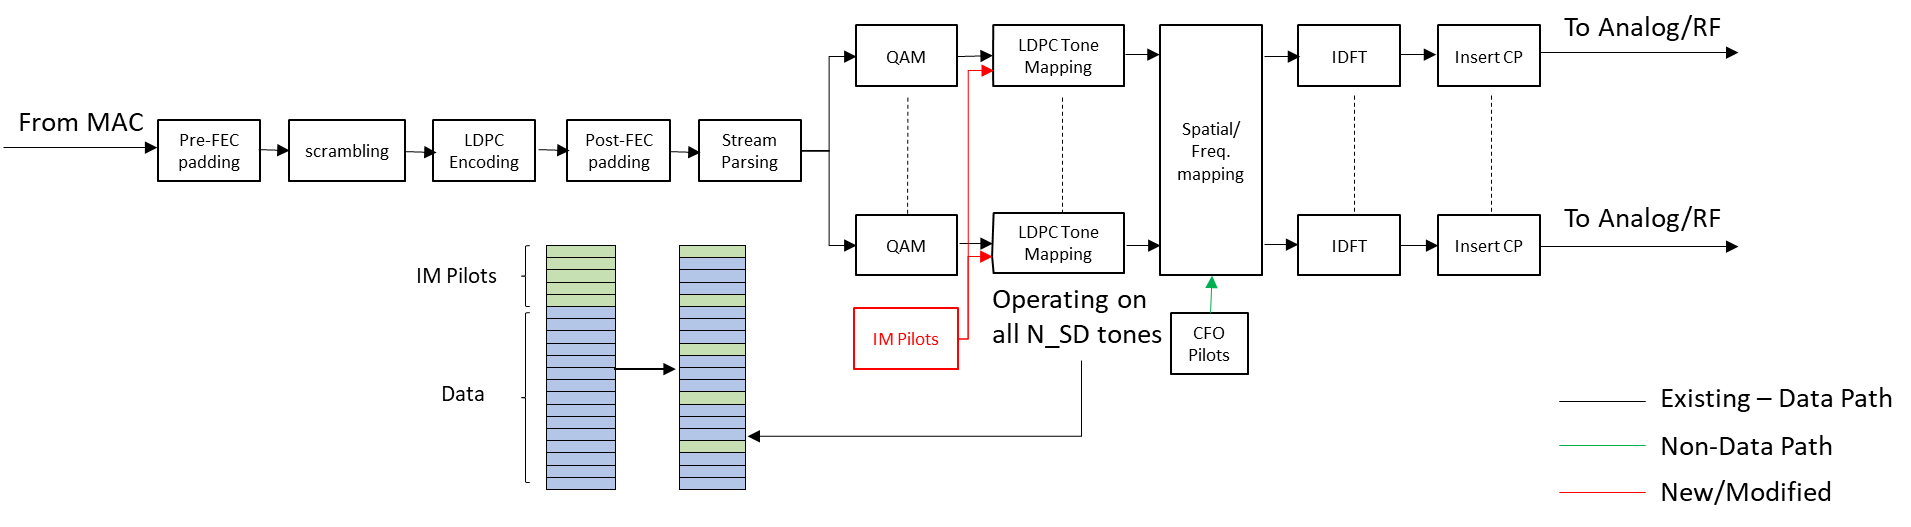 From MAC
Pre-FEC
padding
scrambling
LDPC
Encoding
Post-FEC
padding
Stream
Parsing
QAM
LDPC Tone
Mapping
Spatial/
Freq.
mapping
IDFT
Insert CP
To Analog/RF
QAM
LDPC Tone
Mapping
IDFT
Insert CP
To Analog/RF
IM Pilots
Data
IM Pilots
Operating on
all N_SD tones
CFO
Pilots
Existing – Data Path
Non-Data Path
New/Modified